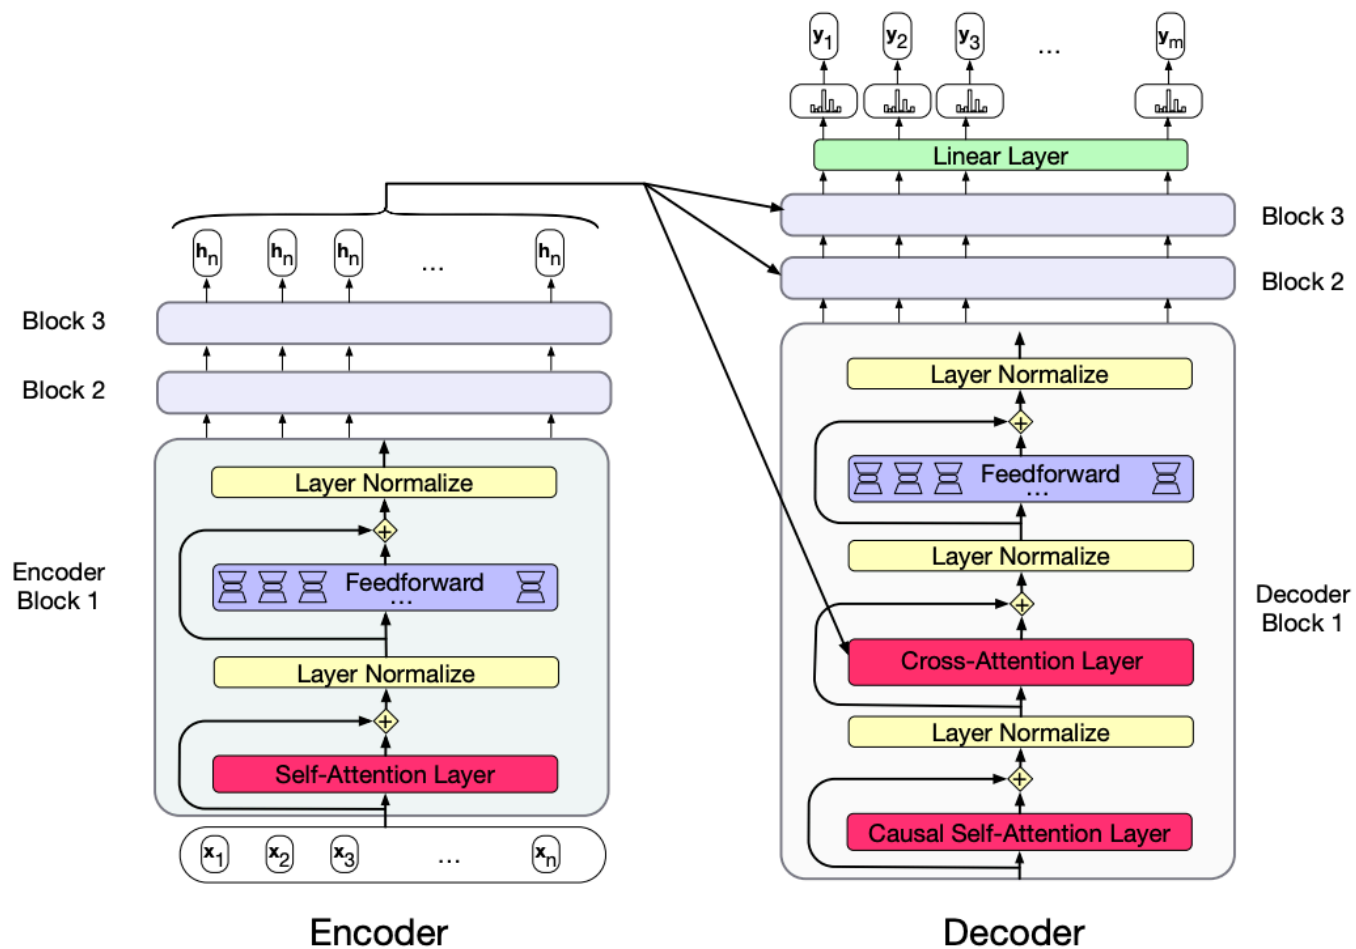 y1 y2 y3 ... ym
Linear Layer
Block 3
Block 2
Layer Normalize
+
Feedforward
...
Layer Normalize
+
Cross-Attention Layer
Layer Normalize
+
Causal Self-Attention Layer
Decoder
Block 1
Decoder
hn hn hn ... hn
Block 3
Block 2
Layer Normalize
+
Feedforward
...
Layer Normalize
+
Self-Attention Layer
Encoder
Block 1
x1 x2 x3 ... xn
Encoder